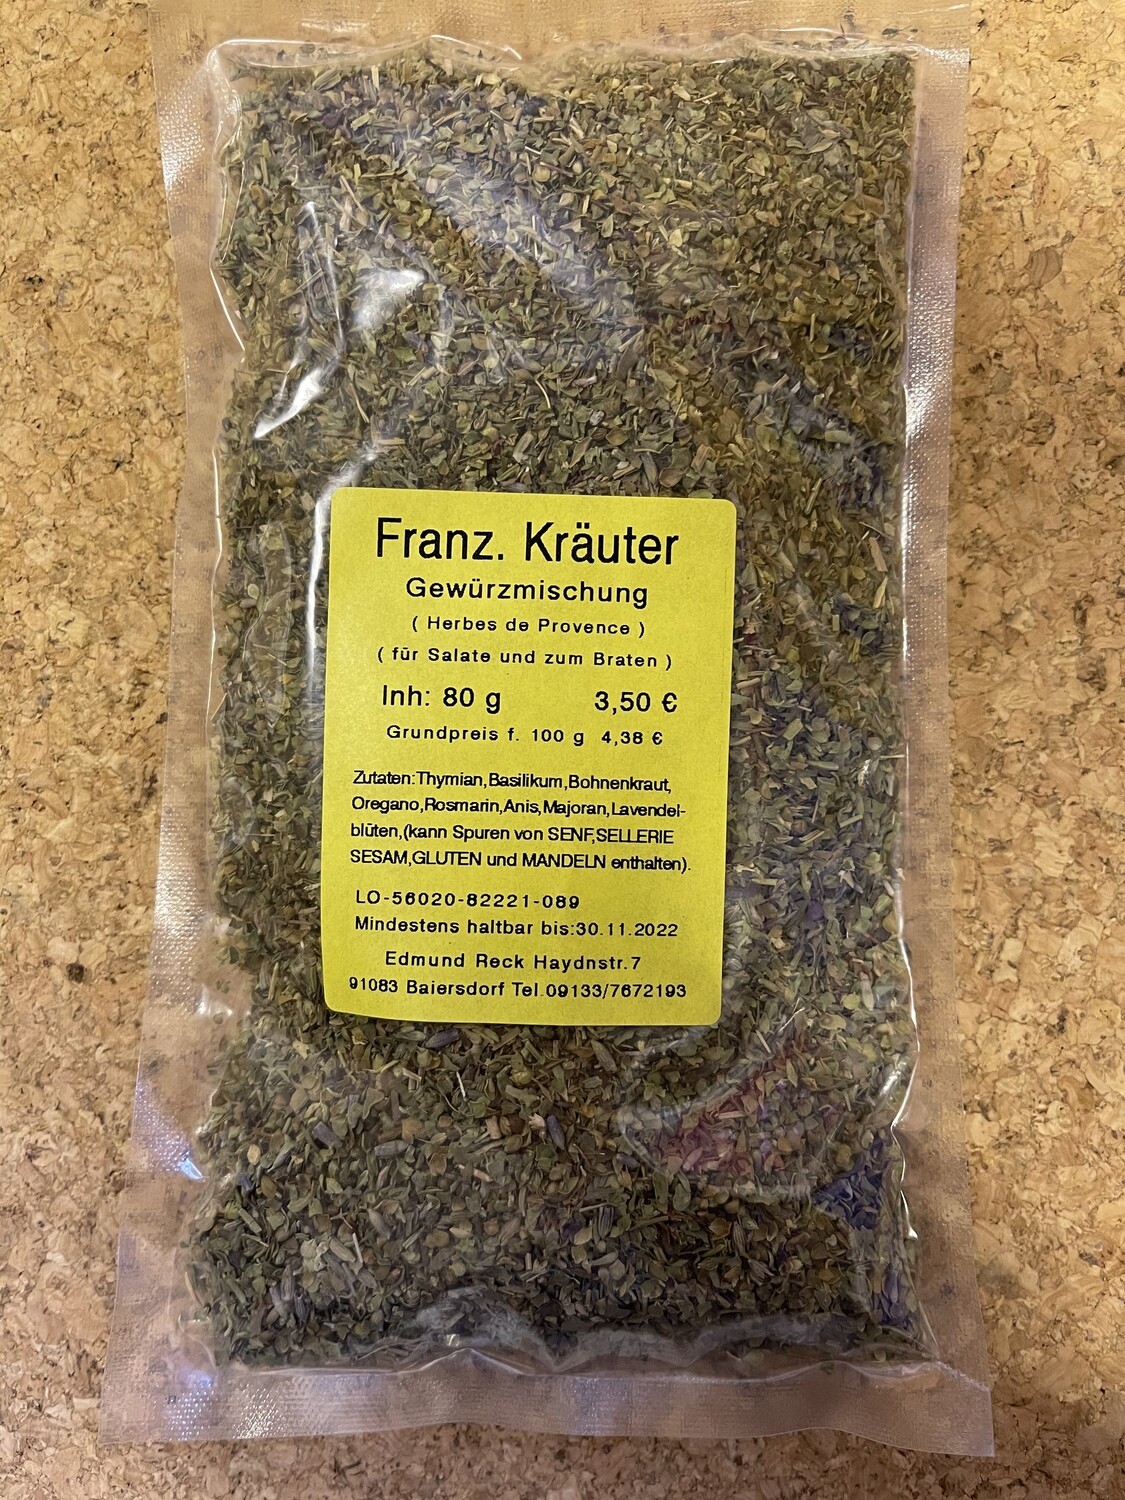 Franz. Kräuter
Gewürzmischung
( Herbes de Provence )
( für Salate und zum Braten )
Inh: 80 g 3,50 €
Grundpreis f. 100 g 4,38 €
Zutaten:Thymian,Basilikum,Bohnenkraut,
Oregano,Rosmarin,Anis,Majoran,Lavendel-
blüten,(kann Spuren von SENF,SELLERIE
SESAM,GLUTEN und MANDELN enthalten).
LO-56020-82221-089
Mindestens haltbar bis:30.11.2022
Edmund Reck Haydnstr.7
91083 Baiersdorf Tel.09133/7672193